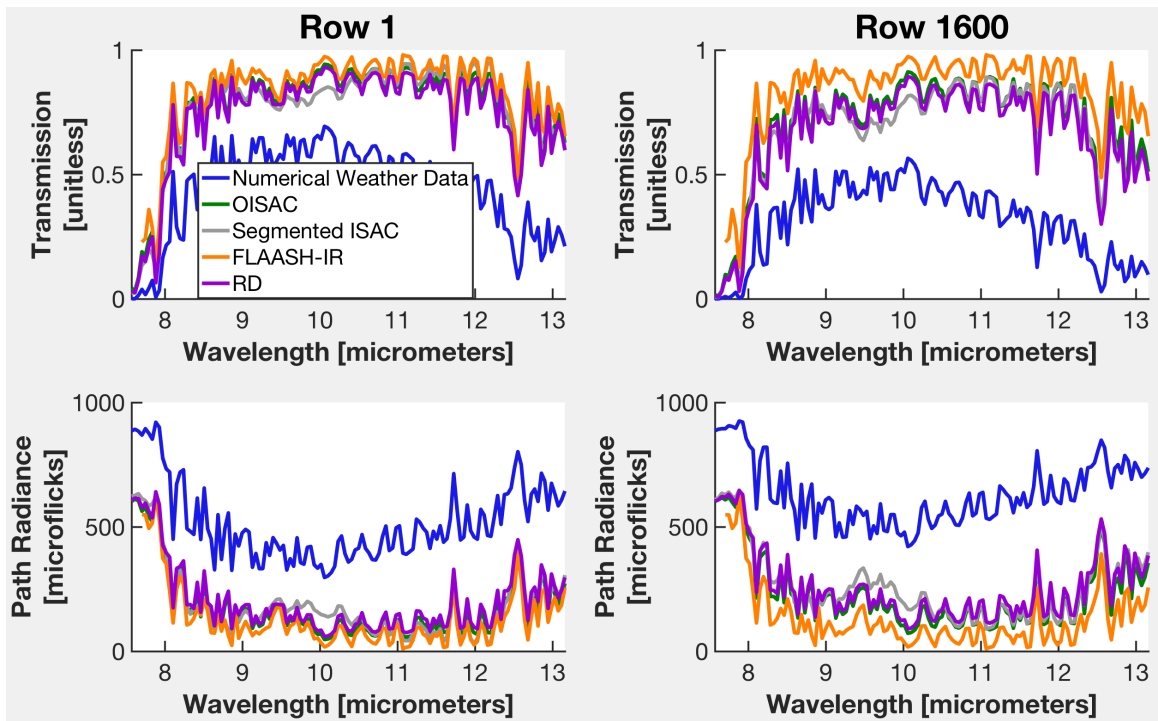 Row 1
Row 1600
1
0.5
0
Transmission
[unitless]
Numerical Weather Data
OISAC
Segmented ISAC
FLAASH-IR
RD
8 9 10 11 12 13
Wavelength [micrometers]
1
0.5
0
Transmission
[unitless]
8 9 10 11 12 13
Wavelength [micrometers]
1000
500
0
Path Radiance
[microflicks]
8 9 10 11 12 13
Wavelength [micrometers]
1000
500
0
Path Radiance
[microflicks]
8 9 10 11 12 13
Wavelength [micrometers]